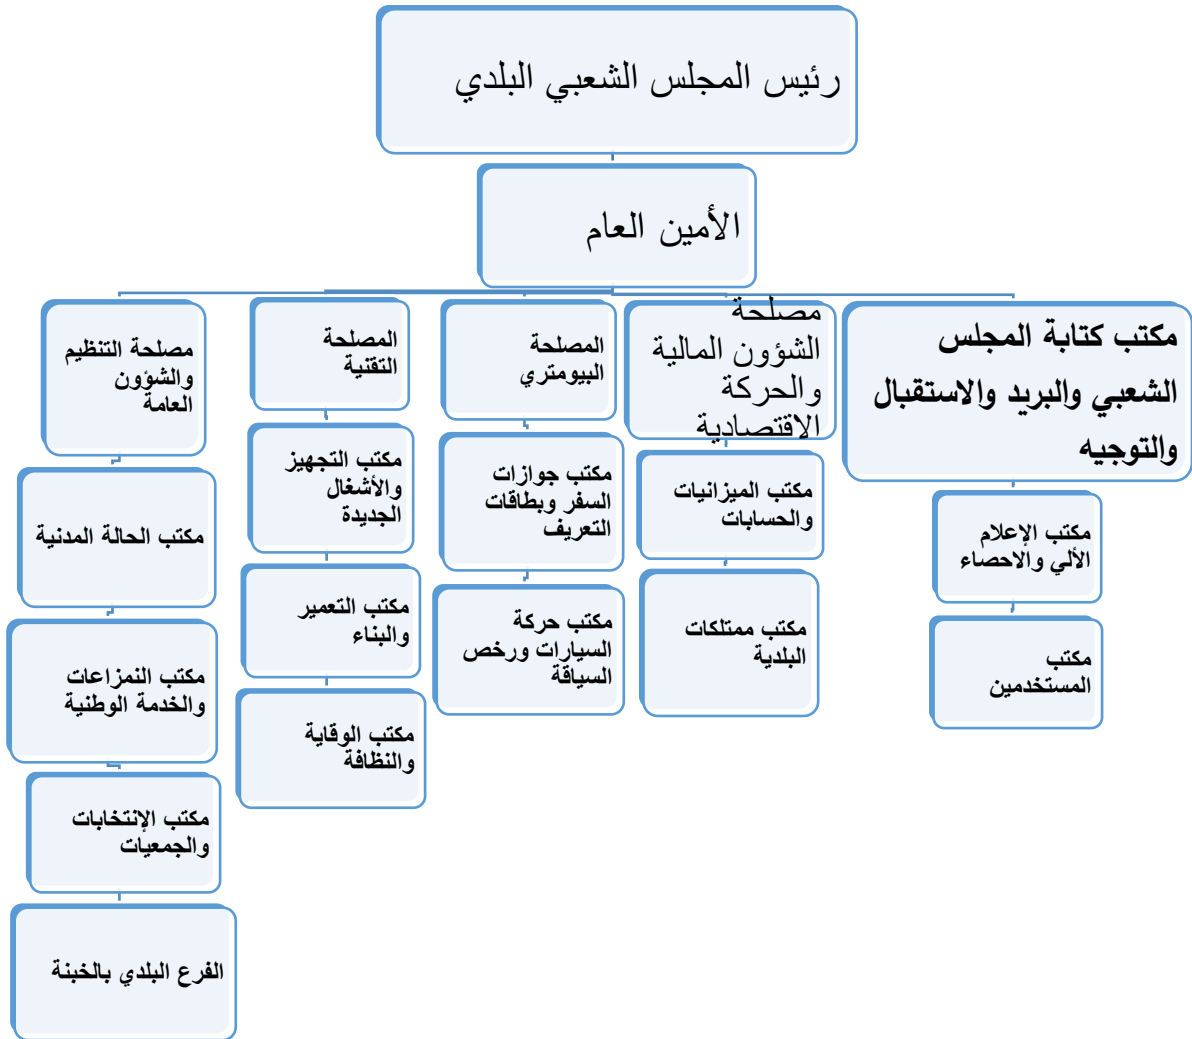 رئيس المجلس الشعبي البلدي
الأمين العام
مكتب كتابة المجلس
الشعبي والبريد والاستقبال
والتوجيه
مكتب الإعلام
الألي والاحصاء
مكتب
المستخدمين
مصلحة
الشؤون المالية
والحركة
الاقتصادية
مكتب الميزانيات
والحسابات
مكتب ممتلكات
البلدية
المصلحة
البيومتري
مكتب جوازات
السفر وبطاقات
التعريف
مكتب حركة
السيارات ورخص
السياقة
المصلحة
التقنية
مكتب التجهيز
والأشغال
الجديدة
مكتب التعمير
والبناء
مكتب الوقاية
والنظافة
مصلحة التنظيم
والشؤون
العامة
مكتب الحالة المدنية
مكتب النمزاعات
والخدمة الوطنية
مكتب الإنتخابات
والجمعيات
الفرع البلدي بالخبنة